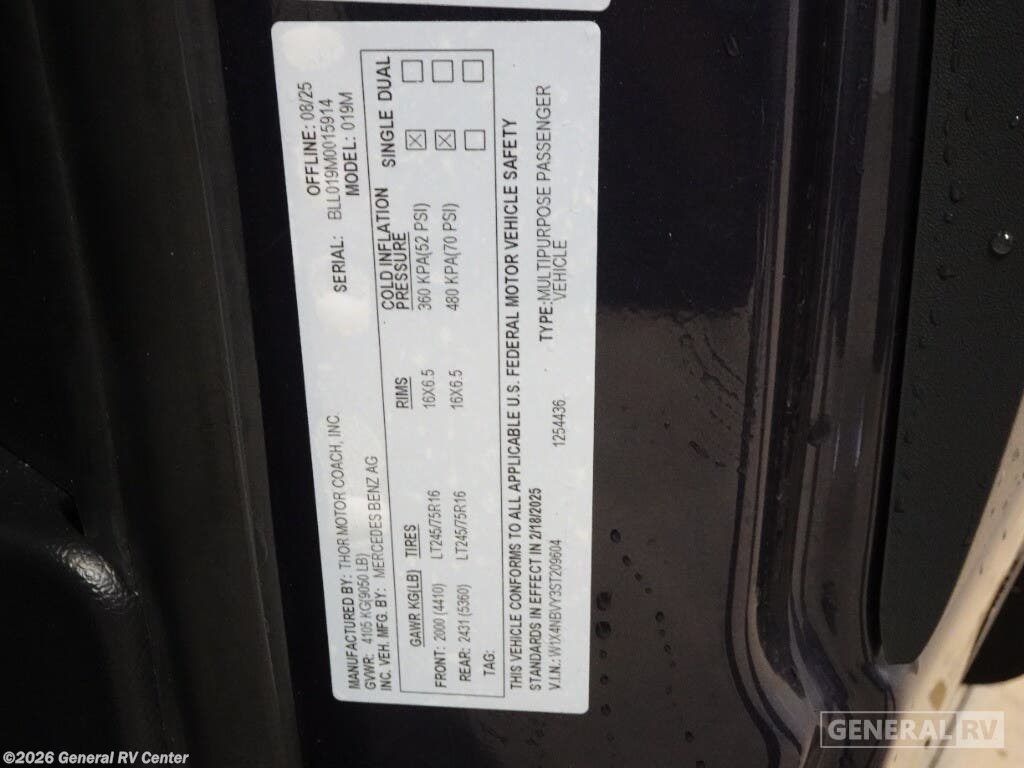 OFFLINE: 08/25
SERIAL: BLL019M0015914
MODEL: 019M
MANUFACTURED BY: THOR MOTOR COACH, INC.
GVWR: 4105 KG(9050 LB)
INC. VEH. MFG. BY: MERCEDES BENZ AG
GAWR KG(LB) TIRES RIMS COLD INFLATION PRESSURE SINGLE DUAL
FRONT: 2000 (4410) LT245/75R16 16X6.5 360 KPA(52 PSI) ☒ ☐
REAR: 2431 (5360) LT245/75R16 16X6.5 480 KPA(70 PSI) ☒ ☐
TAG: ☐ ☐
THIS VEHICLE CONFORMS TO ALL APPLICABLE U.S. FEDERAL MOTOR VEHICLE SAFETY
STANDARDS IN EFFECT IN 2/18/2025
V.I.N.: W1X4NBVY3ST209604 1254436 TYPE:MULTIPURPOSE PASSENGER
VEHICLE
GENERAL RV
©2026 General RV Center